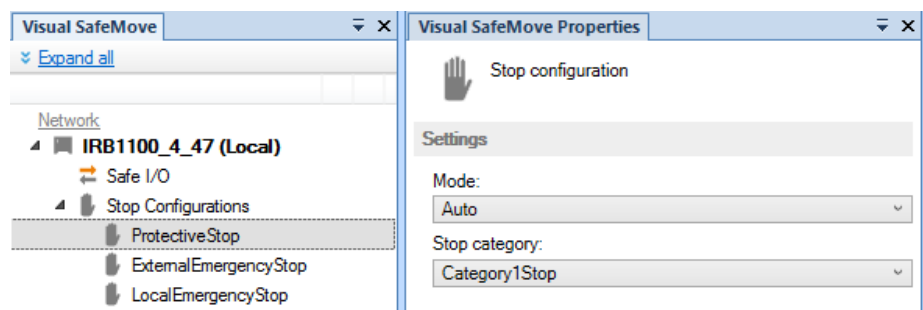 Visual SafeMove
Expand all
Network
IRB1100_4_47 (Local)
Safe I/O
Stop Configurations
ProtectiveStop
ExternalEmergencyStop
LocalEmergencyStop
Visual SafeMove Properties
Stop configuration
Settings
Mode:
Auto
Stop category:
Category1Stop